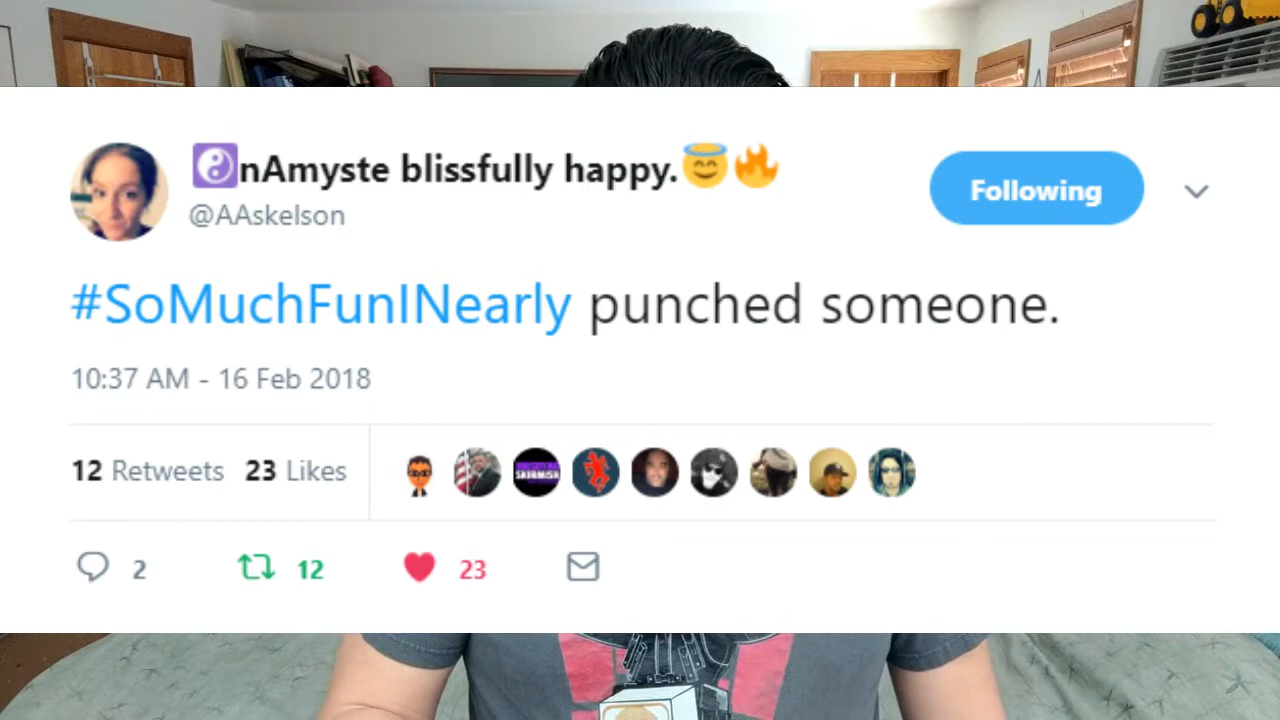 ☯nAmyste blissfully happy.😇🔥
@AAskelson
Following
#SoMuchFunINearly punched someone.
10:37 AM - 16 Feb 2018
12 Retweets 23 Likes
SKIRMISH
2 12 23